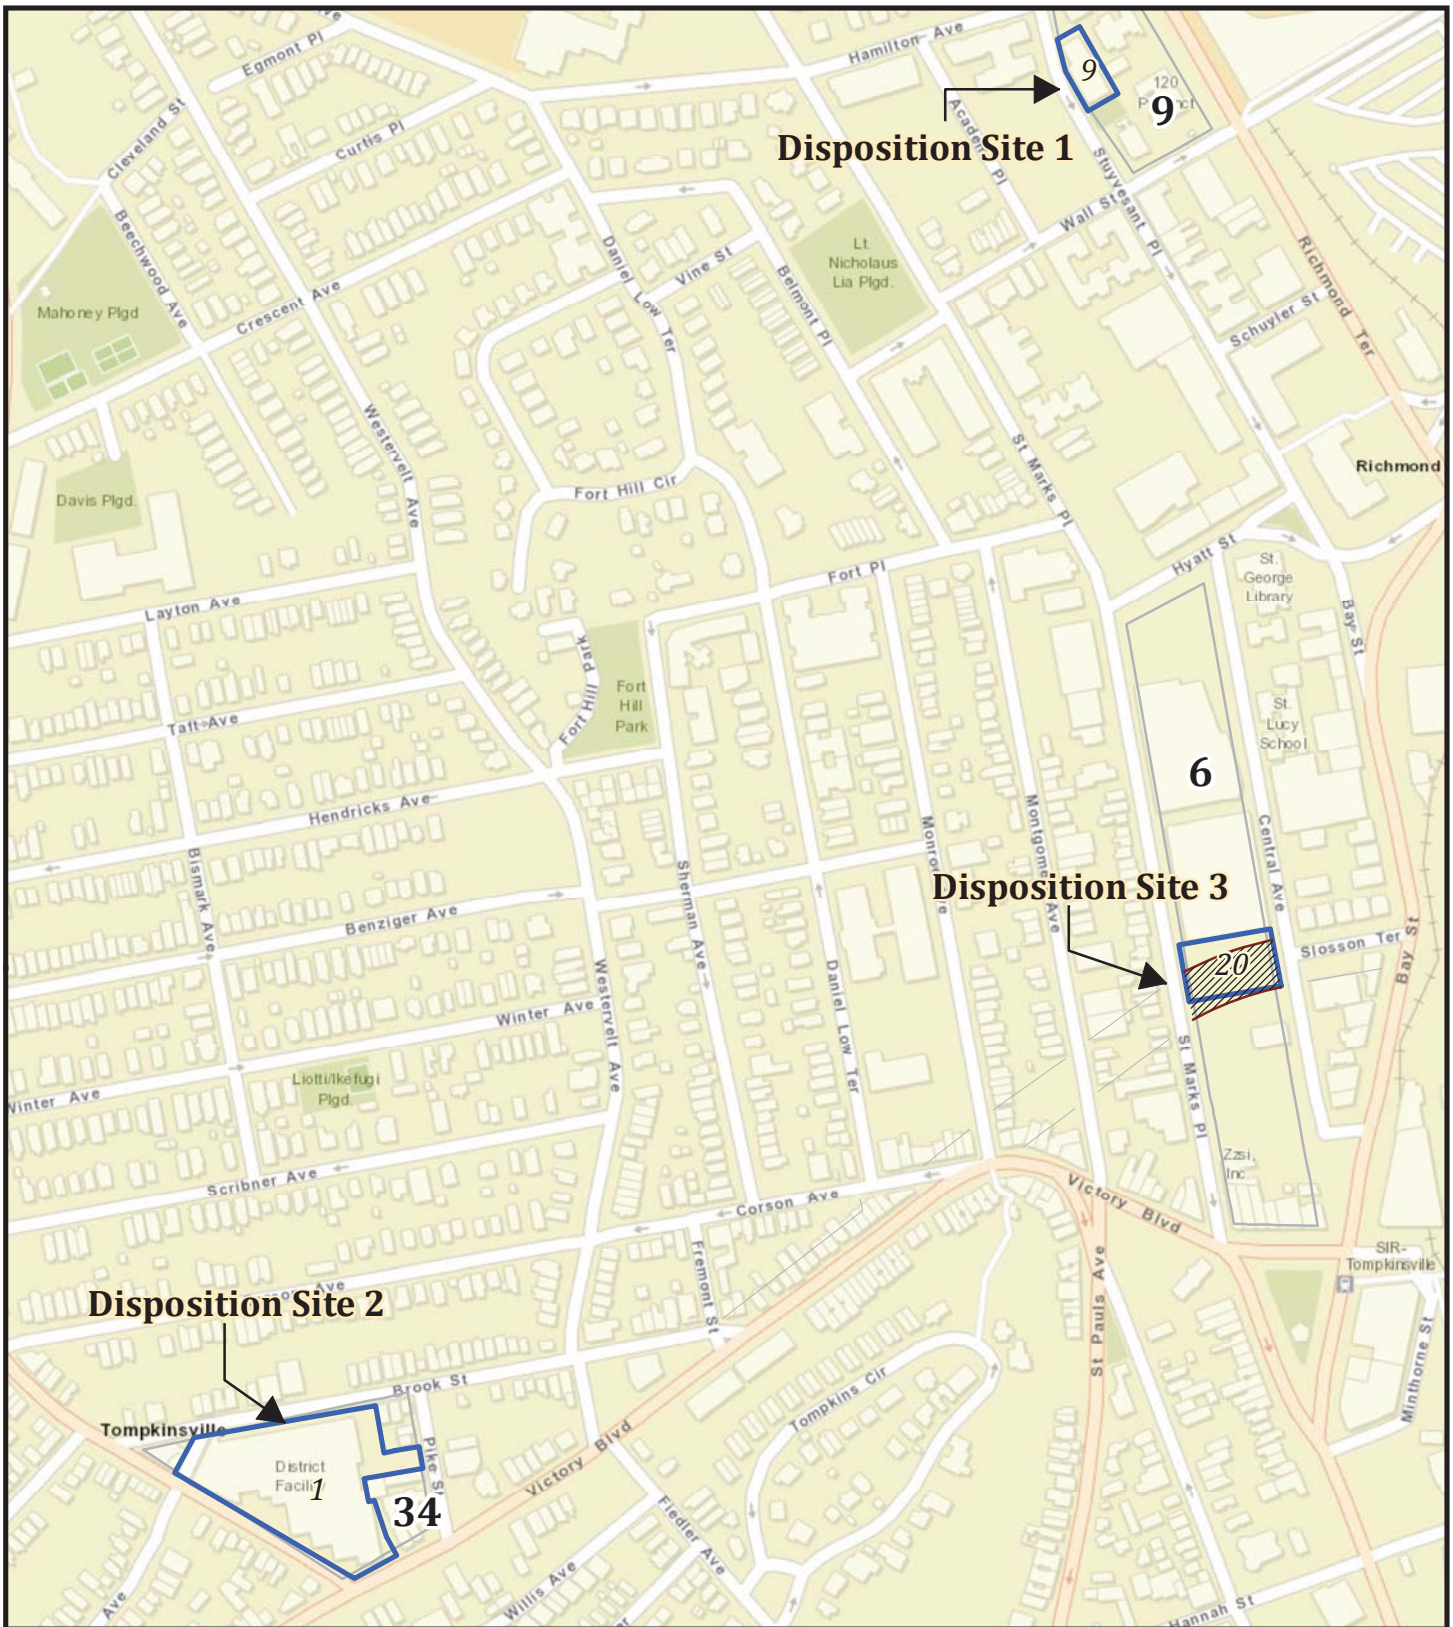 Egmont Pl
Hamilton Ave
9
120
9
Cleveland St
Curtis Pl
Academy Pl
Disposition Site 1
Stuyvesant Pl
Wall St
Beechwood Ave
Daniel Low Ter
Vine St
Belmont Pl
Lt.
Nicholaus
Lia Plgd.
Richmond Ter
Mahoney Plgd
Crescent Ave
Schuyler St
Westervelt Ave
St Marks Pl
Richmond
Davis Plgd.
Fort Hill Cir
Hyatt St
St.
George
Library
Fort Pl
Layton Ave
Bay St
Fort Hill Park
Fort
Hill
Park
Taft Ave
St.
Lucy
School
6
Hendricks Ave
Bismark Ave
Sherman Ave
Montgome Ave
Central Ave
Disposition Site 3
Benziger Ave
Slosson Ter
Bay St
20
Westervelt Ave
Daniel Low Ter
Winter Ave
St Marks Pl
Liotti/Ikefugi
Plgd.
Winter Ave
Zzsi,
Inc.
Scribner Ave
Corson Ave
Victory Blvd
Fremont St
St Pauls Ave
SIR-
Tompkinsville
Ave
Disposition Site 2
Minthorne St
Brook St
Tompkins Cir
Tompkinsville
Pike St
Victory Blvd
District
1
34
Fiedler Ave
Willis Ave
Ave
Hannah St